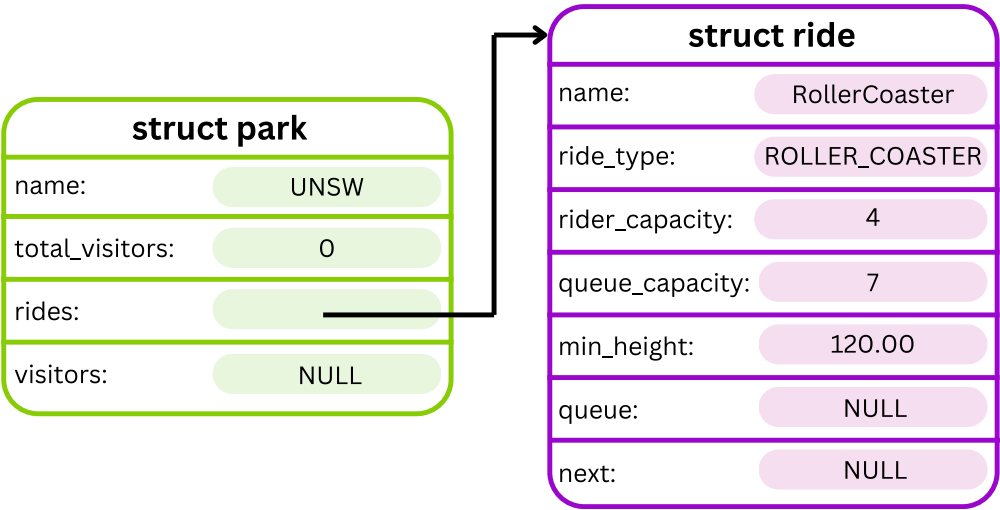 struct park
name: UNSW
total_visitors: 0
rides:
visitors: NULL
struct ride
name: RollerCoaster
ride_type: ROLLER_COASTER
rider_capacity: 4
queue_capacity: 7
min_height: 120.00
queue: NULL
next: NULL